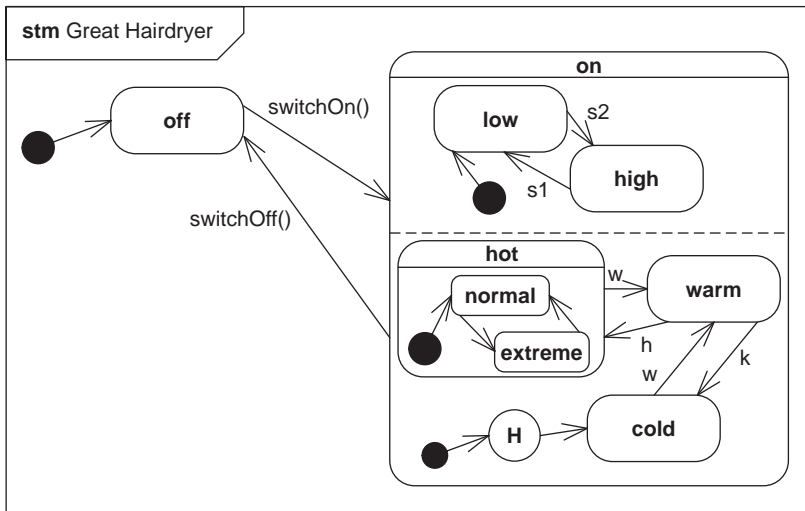 stm Great Hairdryer
on
off
switchOn()
low
s2
high
s1
switchOff()
hot
normal
w
warm
extreme
h
w
k
H
cold